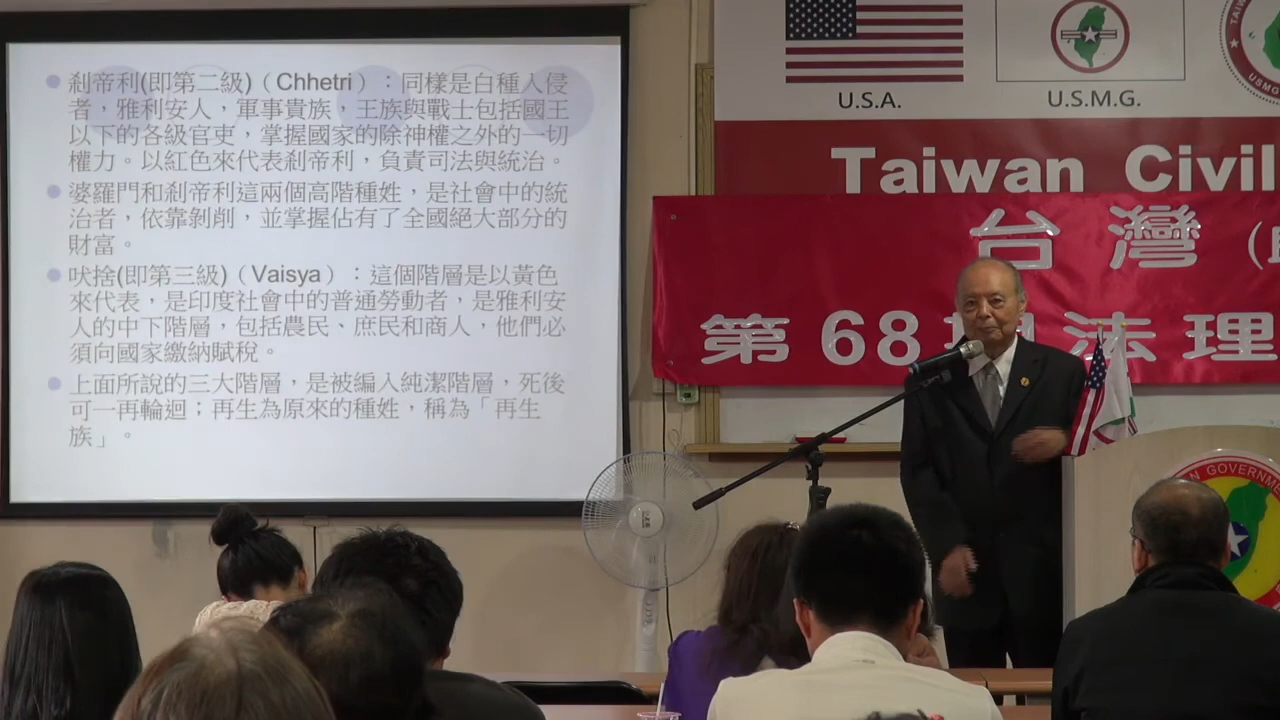 剎帝利(即第二級)（Chhetri）：同樣是白種人侵
者，雅利安人，軍事貴族，王族與戰士包括國王
以下的各級官吏，掌握國家的除神權之外的一切
權力。以紅色來代表剎帝利，負責司法與統治。
婆羅門和剎帝利這兩個高階種姓，是社會中的統
治者，依靠剝削，並掌握佔有了全國絕大部分的
財富。
吠捨(即第三級)（Vaisya）：這個階層是以黃色
來代表，是印度社會中的普通勞動者，是雅利安
人的中下階層，包括農民、庶民和商人，他們必
須向國家繳納賦稅。
上面所說的三大階層，是被編入純潔階層，死後
可一再輪迴；再生為原來的種姓，稱為「再生
族」。
U.S.A.
U.S.M.G.
TAIWAN
USMG
Taiwan Civil
台灣（
第68 法理
GOVERNME